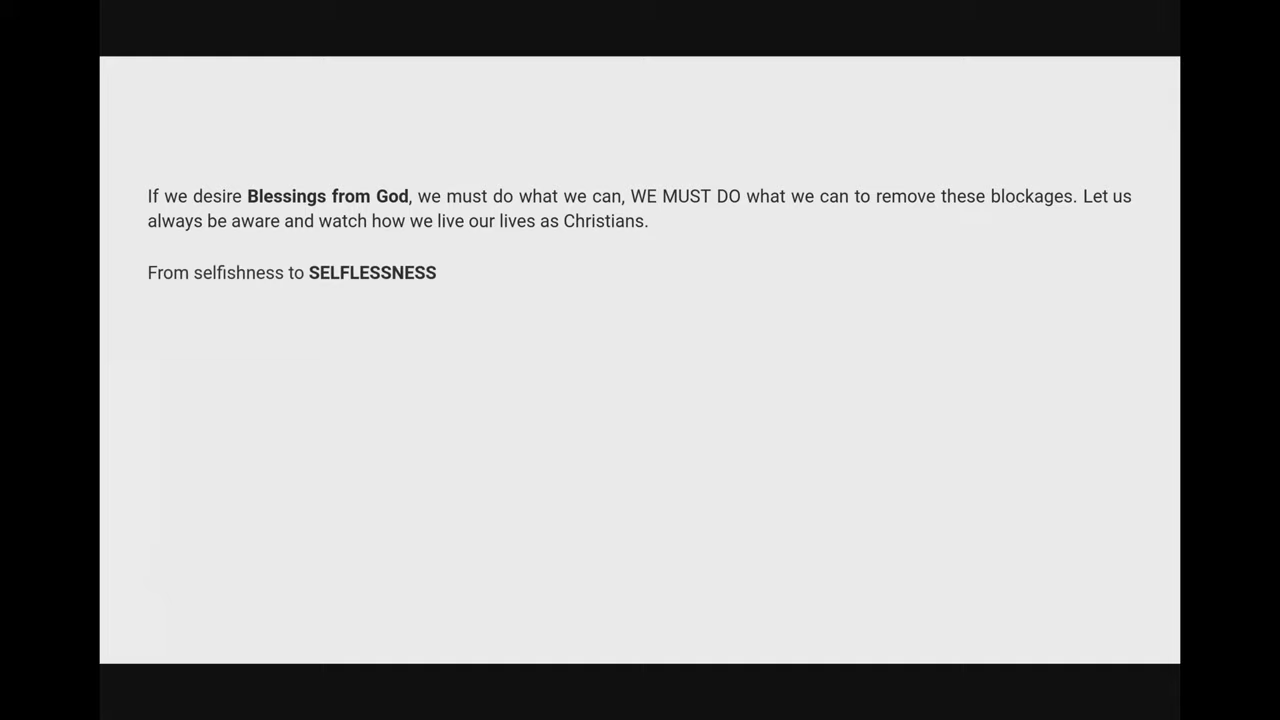 If we desire Blessings from God, we must do what we can, WE MUST DO what we can to remove these blockages. Let us
always be aware and watch how we live our lives as Christians.
From selfishness to SELFLESSNESS